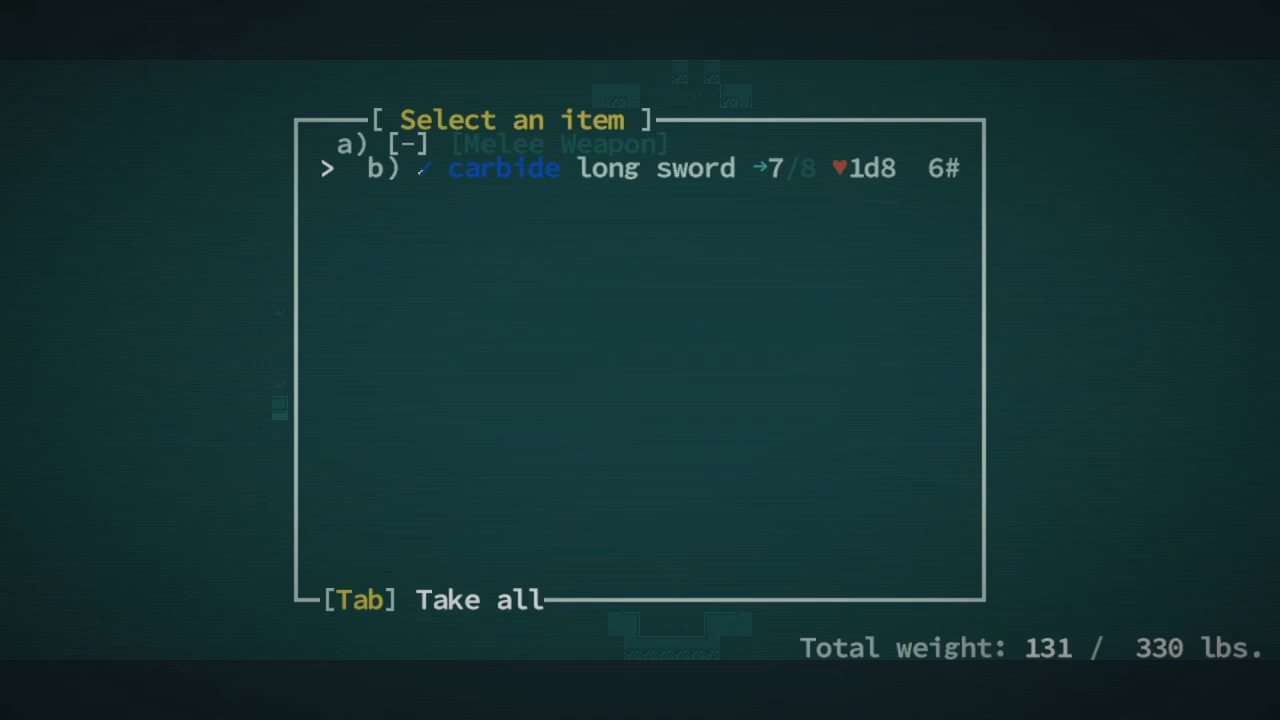 [ Select an item ]
a) [-] [Melee Weapon]
> b) carbide long sword →7/8 ♥1d8 6#
[Tab] Take all
Total weight: 131 / 330 lbs.